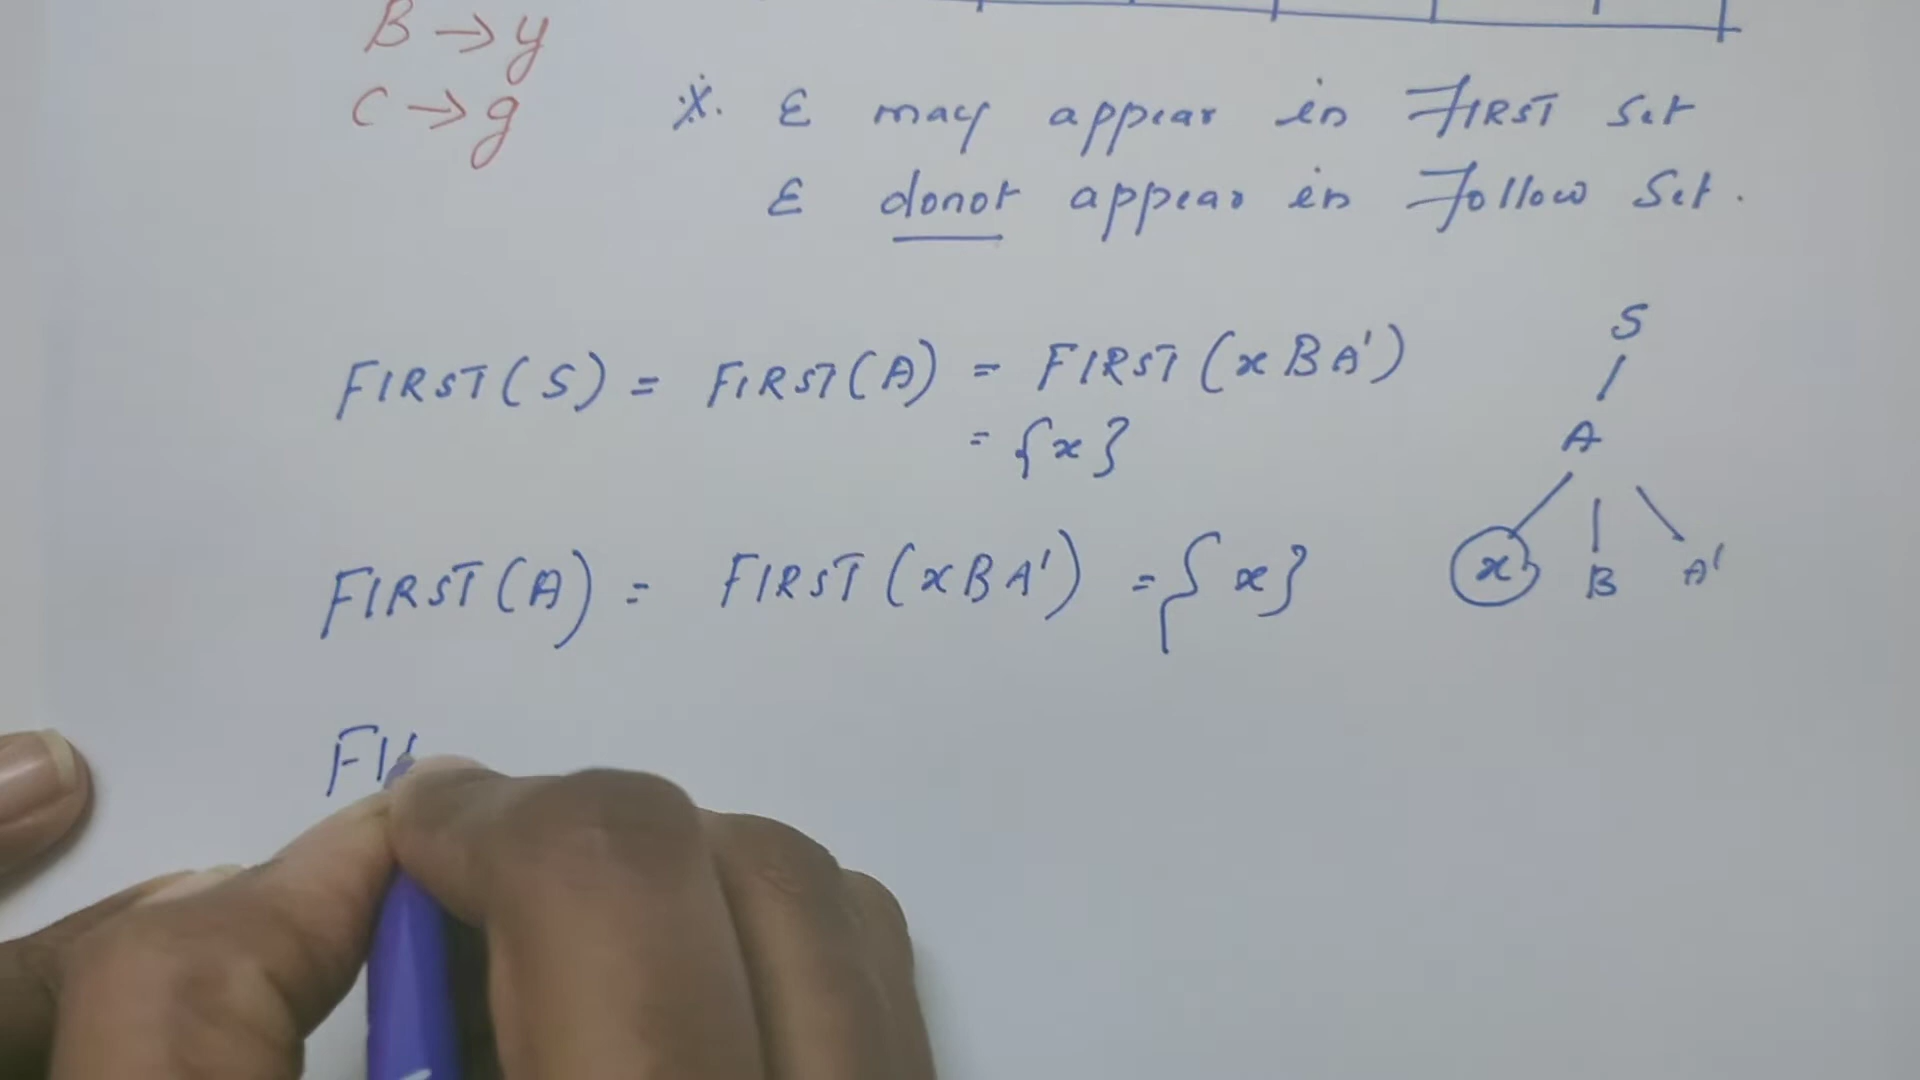 B → y
C → g
※ ε may appear in FIRST Set
ε donot appear in Follow Set.
FIRST(S) = FIRST(A) = FIRST(xBA')
= {x}
FIRST(A) = FIRST(xBA') = {x}
S
A
x B A'
FI